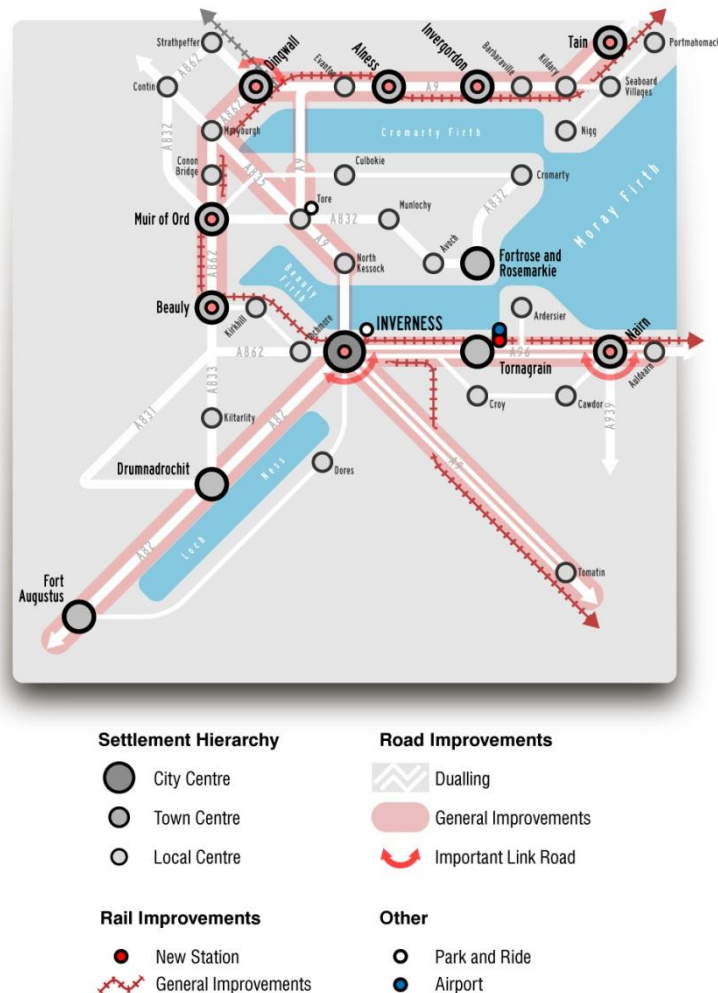 Strathpeffer
A862
Dingwall
Evanton
Alness
Invergordon
Barbaraville
Kildary
Tain
Portmahomack
Contin
A862
A9
Seaboard
Villages
Maryburgh
Cromarty Firth
Nigg
A832
Conon
Bridge
A835
A9
Culbokie
Cromarty
Moray Firth
Tore
Muir of Ord
A832
Munlochy
A832
A9
Avoch
Fortrose and
Rosemarkie
A862
North
Kessock
Beauly
Firth
Beauly
Kirkhill
INVERNESS
Ardersier
Nairn
A862
A96
Tornagrain
Auldearn
A833
A82
Croy
Cawdor
A939
A831
Kiltarlity
Drumnadrochit
Loch Ness
Dores
A9
A82
Fort
Augustus
Tomatin
Settlement Hierarchy
City Centre
Town Centre
Local Centre
Road Improvements
Dualling
General Improvements
Important Link Road
Rail Improvements
New Station
General Improvements
Other
Park and Ride
Airport